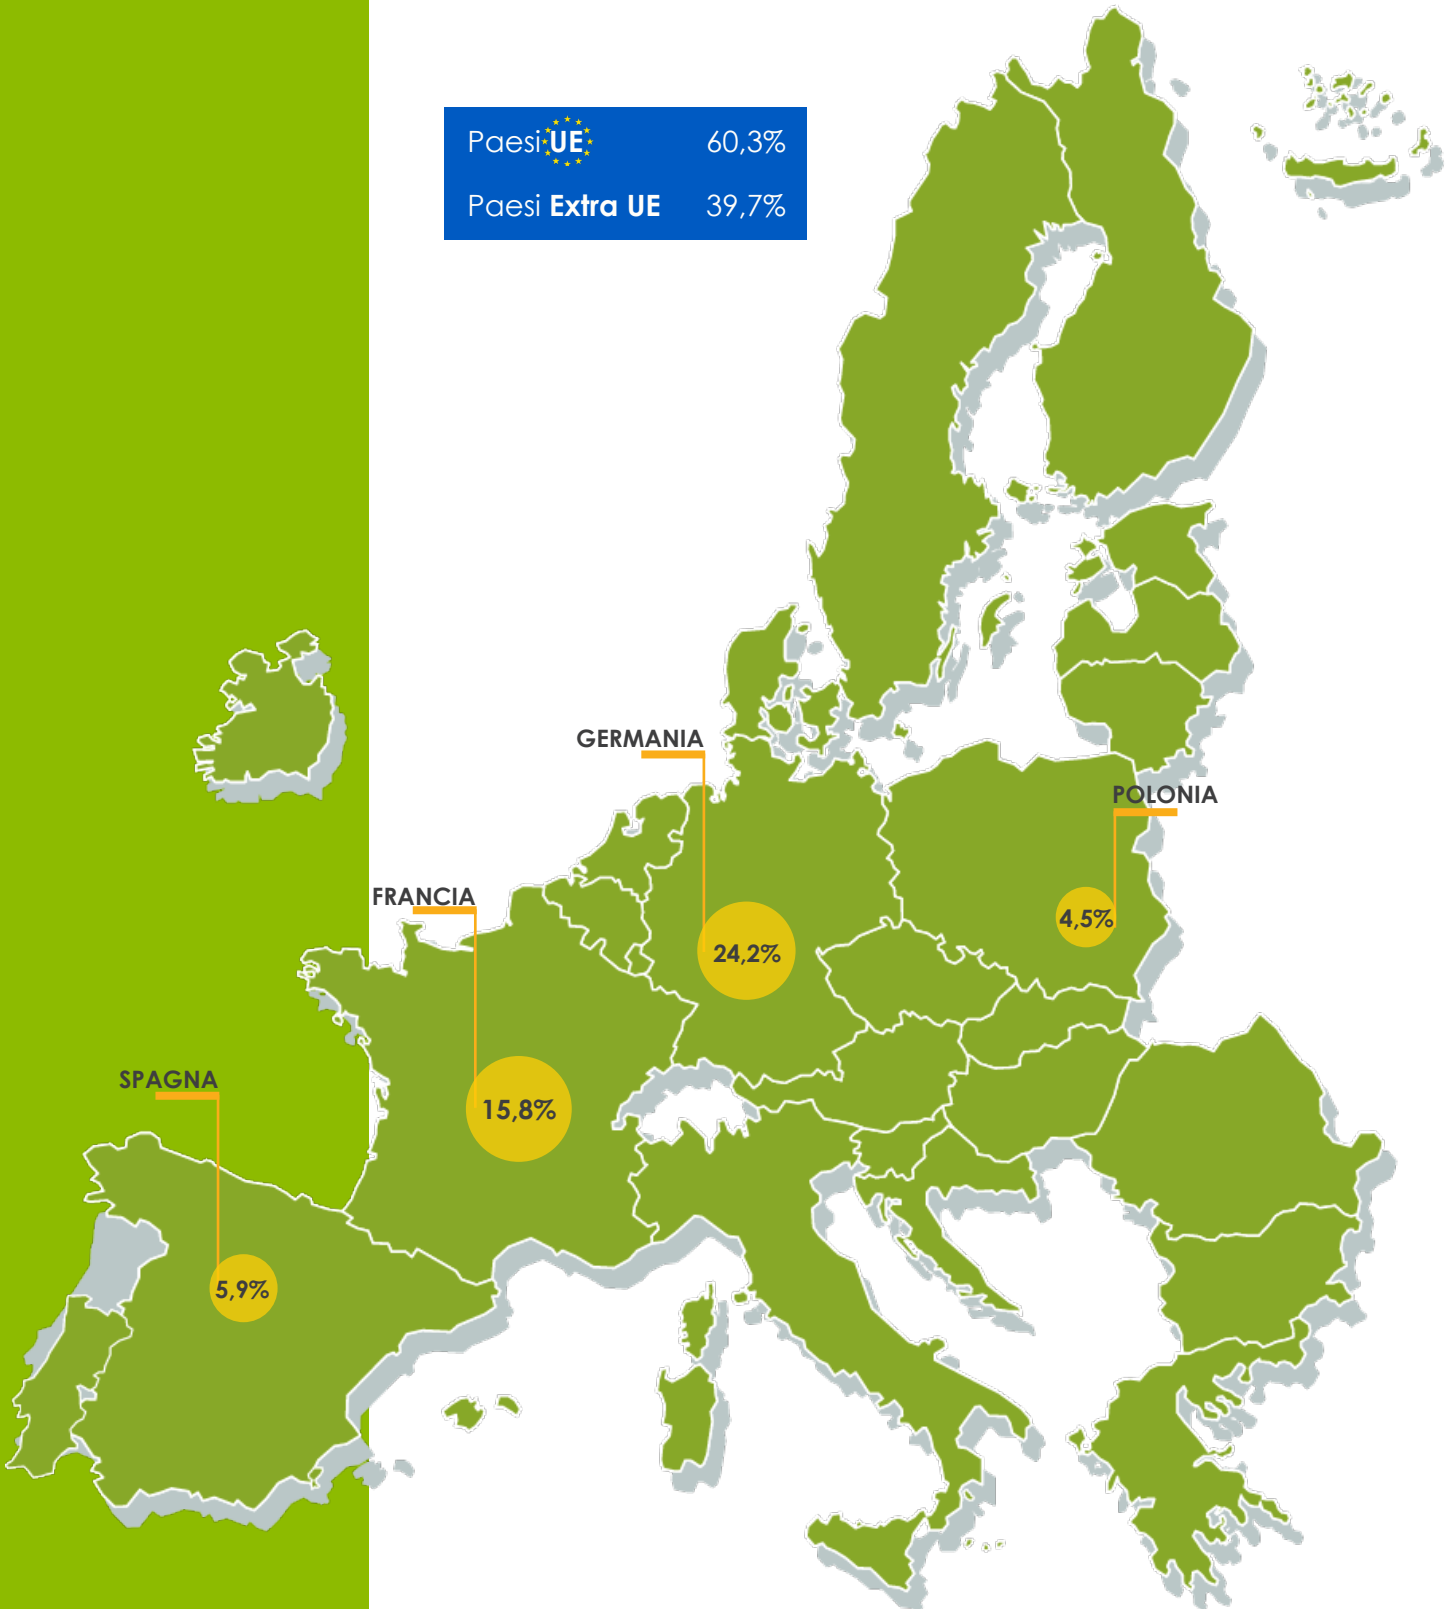 Paesi UE 60,3%
Paesi Extra UE 39,7%
GERMANIA
24,2%
POLONIA
4,5%
FRANCIA
15,8%
SPAGNA
5,9%